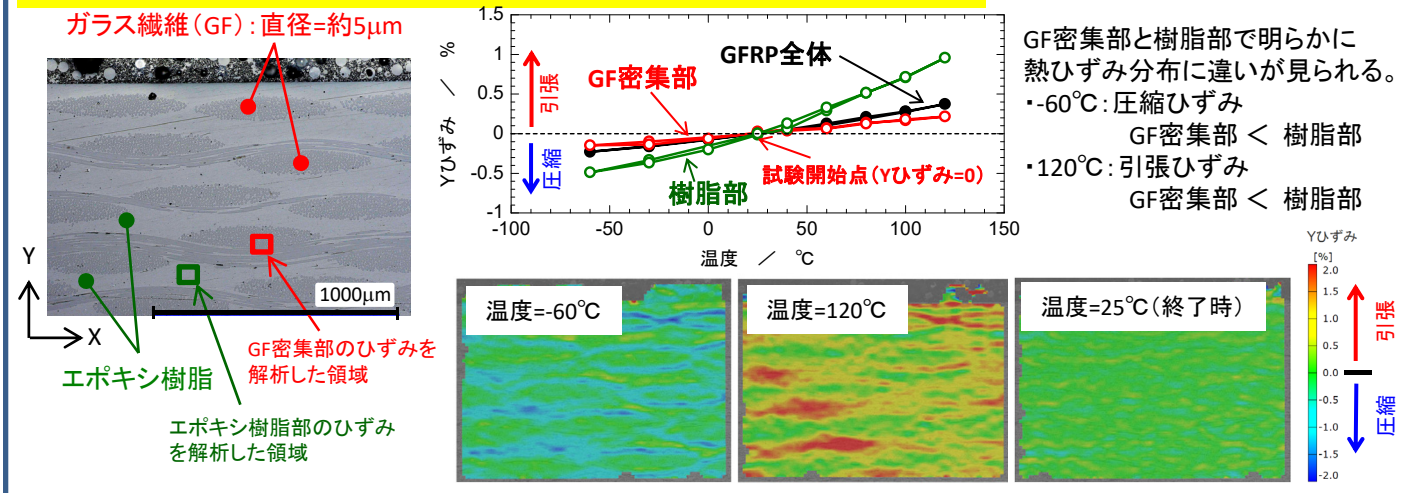 ガラス繊維(GF):直径=約5μm
Y
X
1000μm
エポキシ樹脂
GF密集部のひずみを
解析した領域
エポキシ樹脂部のひずみ
を解析した領域
Yひずみ / %
1.5
1
0.5
0
-0.5
-1
-100
-50
0
50
100
150
温度 / ℃
引張
圧縮
GF密集部
GFRP全体
樹脂部
試験開始点(Yひずみ=0)
GF密集部と樹脂部で明らかに
熱ひずみ分布に違いが見られる。
・-60℃:圧縮ひずみ
GF密集部 < 樹脂部
・120℃:引張ひずみ
GF密集部 < 樹脂部
温度=-60℃
温度=120℃
温度=25℃(終了時)
Yひずみ
[%]
2.0
1.5
1.0
0.5
0.0
-0.5
-1.0
-1.5
-2.0
引張
圧縮